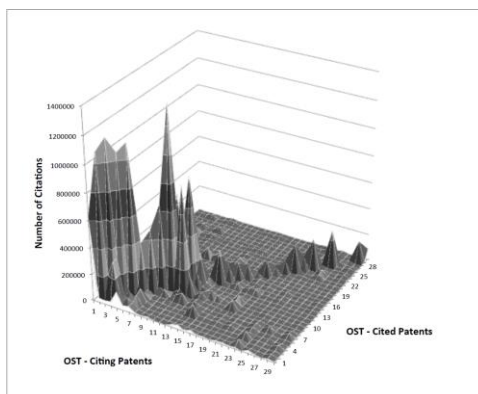 1400000
1200000
1000000
800000
600000
400000
200000
0
Number of Citations
1 3 5 7 9 11 13 15 17 19 21 23 25 27 29
OST - Citing Patents
1 4 7 10 13 16 19 22 25 28
OST - Cited Patents